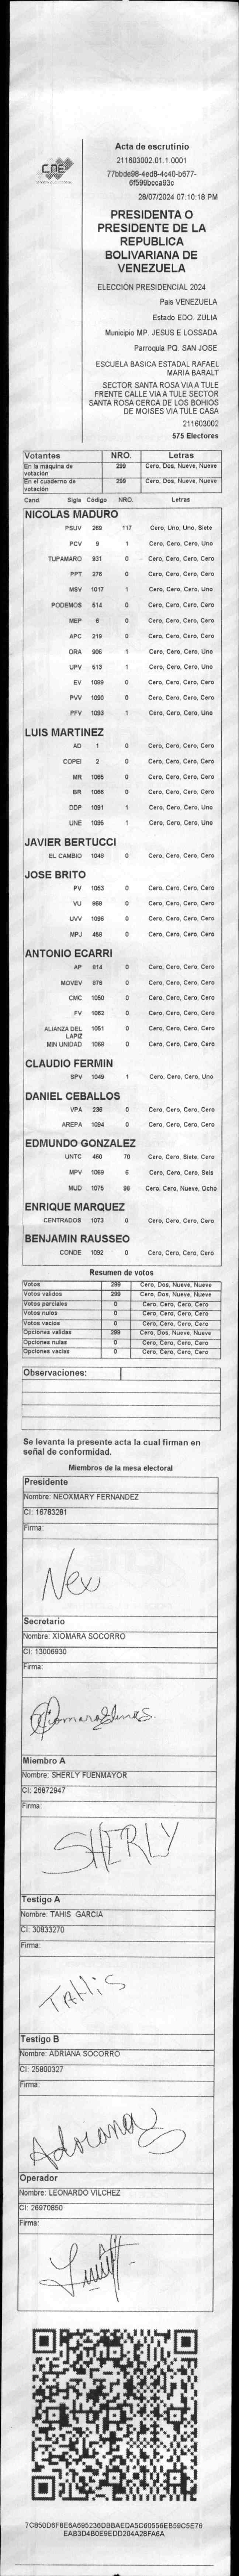 CNE
Acta de escrutinio
211603002.01.1.0001
77bbde98-4ed8-4c40-b677-
6f599bcca93c
28/07/2024 07:10:18 PM
PRESIDENTA O
PRESIDENTE DE LA
REPUBLICA
BOLIVARIANA DE
VENEZUELA
ELECCIÓN PRESIDENCIAL 2024
Pais VENEZUELA
Estado EDO. ZULIA
Municipio MP. JESUS E LOSSADA
Parroquia PQ. SAN JOSE
ESCUELA BASICA ESTADAL RAFAEL
MARIA BARALT
SECTOR SANTA ROSA VIA A TULE
FRENTE CALLE VIA A TULE SECTOR
SANTA ROSA CERCA DE LOS BOHIOS
DE MOISES VIA TULE CASA
211603002
575 Electores
Votantes NRO. Letras
En la máquina de votación 299 Cero, Dos, Nueve, Nueve
En el cuaderno de votación 299 Cero, Dos, Nueve, Nueve
Cand. Sigla Código NRO. Letras
NICOLAS MADURO
PSUV 269 117 Cero, Uno, Uno, Siete
PCV 9 1 Cero, Cero, Cero, Uno
TUPAMARO 931 0 Cero, Cero, Cero, Cero
PPT 276 0 Cero, Cero, Cero, Cero
MSV 1017 1 Cero, Cero, Cero, Uno
PODEMOS 514 0 Cero, Cero, Cero, Cero
MEP 6 0 Cero, Cero, Cero, Cero
APC 219 0 Cero, Cero, Cero, Cero
ORA 906 1 Cero, Cero, Cero, Uno
UPV 613 1 Cero, Cero, Cero, Uno
EV 1089 0 Cero, Cero, Cero, Cero
PVV 1090 0 Cero, Cero, Cero, Cero
PFV 1093 1 Cero, Cero, Cero, Uno
LUIS MARTINEZ
AD 1 0 Cero, Cero, Cero, Cero
COPEI 2 0 Cero, Cero, Cero, Cero
MR 1065 0 Cero, Cero, Cero, Cero
BR 1066 0 Cero, Cero, Cero, Cero
DDP 1091 1 Cero, Cero, Cero, Uno
UNE 1095 1 Cero, Cero, Cero, Uno
JAVIER BERTUCCI
EL CAMBIO 1048 0 Cero, Cero, Cero, Cero
JOSE BRITO
PV 1053 0 Cero, Cero, Cero, Cero
VU 868 0 Cero, Cero, Cero, Cero
UVV 1096 0 Cero, Cero, Cero, Cero
MPJ 458 0 Cero, Cero, Cero, Cero
ANTONIO ECARRI
AP 814 0 Cero, Cero, Cero, Cero
MOVEV 978 0 Cero, Cero, Cero, Cero
CMC 1050 0 Cero, Cero, Cero, Cero
FV 1062 0 Cero, Cero, Cero, Cero
ALIANZA DEL LAPIZ 1051 0 Cero, Cero, Cero, Cero
MIN UNIDAD 1068 0 Cero, Cero, Cero, Cero
CLAUDIO FERMIN
SPV 1049 1 Cero, Cero, Cero, Uno
DANIEL CEBALLOS
VPA 236 0 Cero, Cero, Cero, Cero
AREPA 1094 0 Cero, Cero, Cero, Cero
EDMUNDO GONZALEZ
UNTC 460 70 Cero, Cero, Siete, Cero
MPV 1069 6 Cero, Cero, Cero, Seis
MUD 1075 98 Cero, Cero, Nueve, Ocho
ENRIQUE MARQUEZ
CENTRADOS 1073 0 Cero, Cero, Cero, Cero
BENJAMIN RAUSSEO
CONDE 1092 0 Cero, Cero, Cero, Cero
Resumen de votos
Votos 299 Cero, Dos, Nueve, Nueve
Votos validos 299 Cero, Dos, Nueve, Nueve
Votos parciales 0 Cero, Cero, Cero, Cero
Votos nulos 0 Cero, Cero, Cero, Cero
Votos vacios 0 Cero, Cero, Cero, Cero
Opciones validas 299 Cero, Dos, Nueve, Nueve
Opciones nulas 0 Cero, Cero, Cero, Cero
Opciones vacias 0 Cero, Cero, Cero, Cero
Observaciones:
Se levanta la presente acta la cual firman en
señal de conformidad.
Miembros de la mesa electoral
Presidente
Nombre: NEOXMARY FERNANDEZ
CI: 16783281
Firma:
Nex
Secretario
Nombre: XIOMARA SOCORRO
CI: 13006930
Firma:
Miembro A
Nombre: SHERLY FUENMAYOR
CI: 26872947
Firma:
SHERLY
Testigo A
Nombre: TAHIS GARCIA
CI: 30833270
Firma:
TAHIS
Testigo B
Nombre: ADRIANA SOCORRO
CI: 25800327
Firma:
Adriana
Operador
Nombre: LEONARDO VILCHEZ
CI: 26970850
Firma:
7C850D6F8E6A695236DBBAEDA5C60556EB59C5E76
EAB3D4B0E9EDD204A2BFA6A